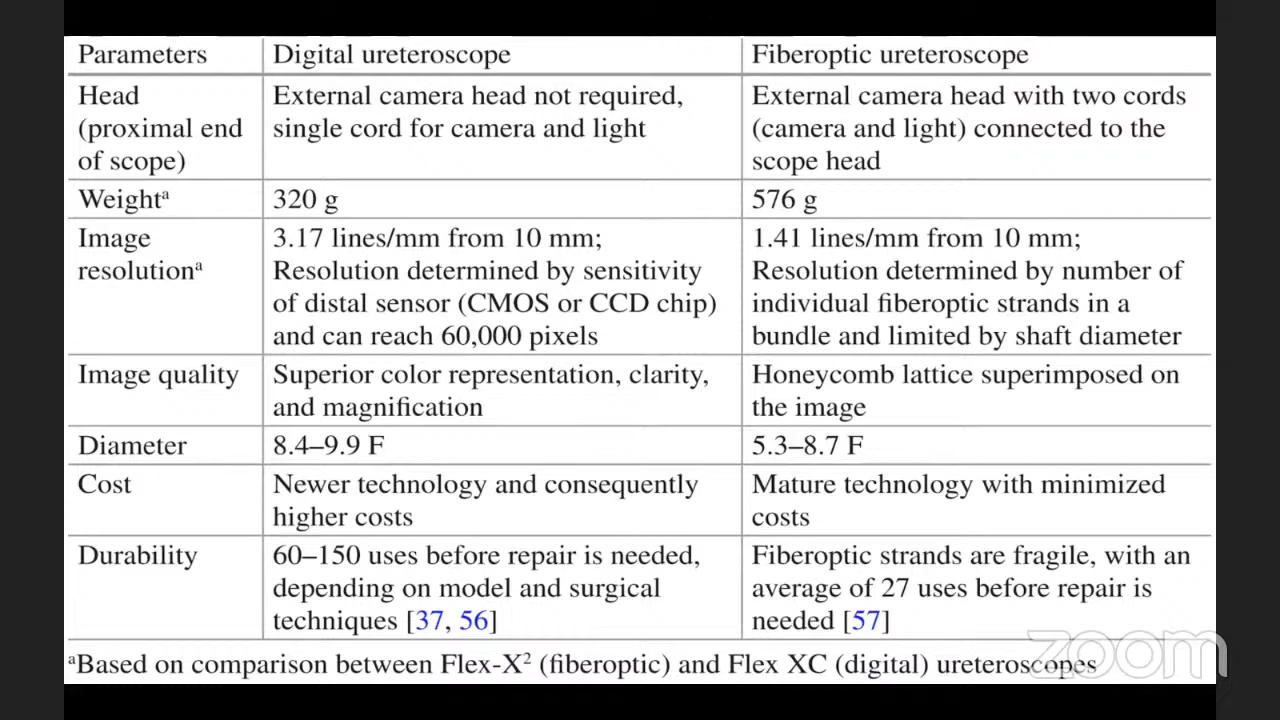 Parameters Digital ureteroscope Fiberoptic ureteroscope
Head (proximal end of scope) External camera head not required, single cord for camera and light External camera head with two cords (camera and light) connected to the scope head
Weightᵃ 320 g 576 g
Image resolutionᵃ 3.17 lines/mm from 10 mm; Resolution determined by sensitivity of distal sensor (CMOS or CCD chip) and can reach 60,000 pixels 1.41 lines/mm from 10 mm; Resolution determined by number of individual fiberoptic strands in a bundle and limited by shaft diameter
Image quality Superior color representation, clarity, and magnification Honeycomb lattice superimposed on the image
Diameter 8.4–9.9 F 5.3–8.7 F
Cost Newer technology and consequently higher costs Mature technology with minimized costs
Durability 60–150 uses before repair is needed, depending on model and surgical techniques [37, 56] Fiberoptic strands are fragile, with an average of 27 uses before repair is needed [57]
ᵃBased on comparison between Flex-X² (fiberoptic) and Flex XC (digital) ureteroscopes
zoom